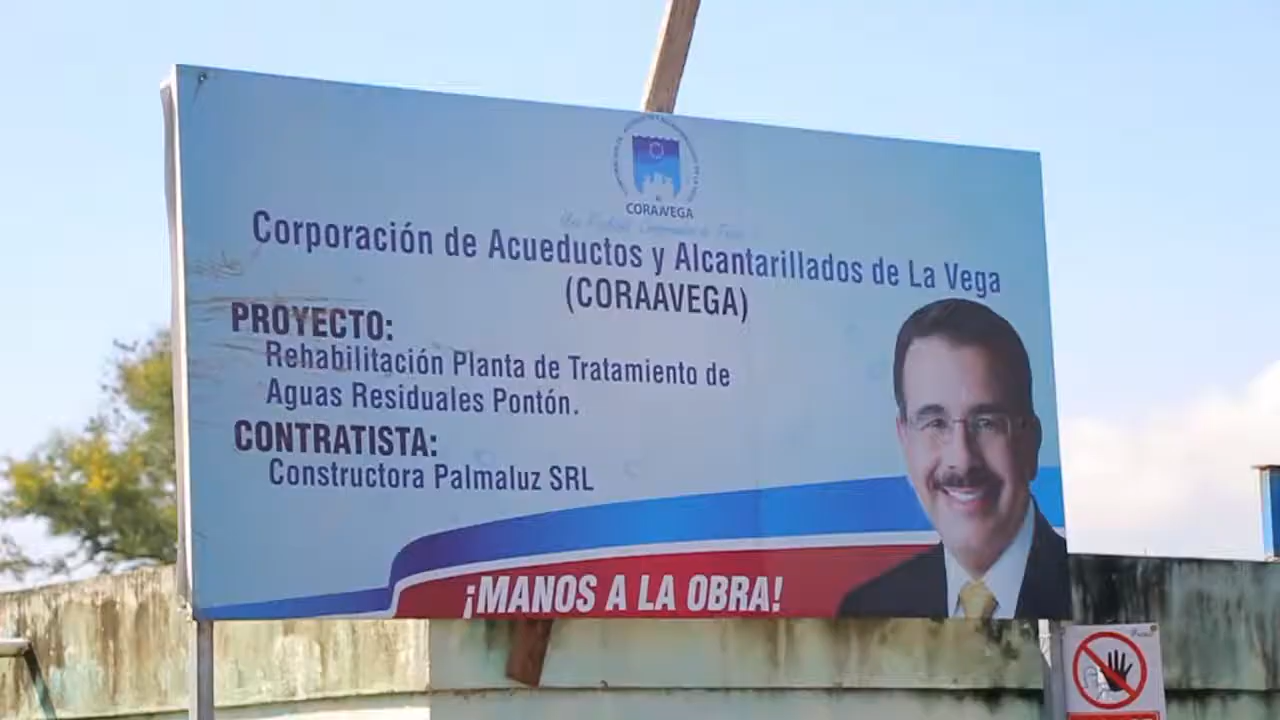 CORAAVEGA
Corporación de Acueductos y Alcantarillados de La Vega
(CORAAVEGA)
PROYECTO:
Rehabilitación Planta de Tratamiento de
Aguas Residuales Pontón.
CONTRATISTA:
Constructora Palmaluz SRL
¡MANOS A LA OBRA!